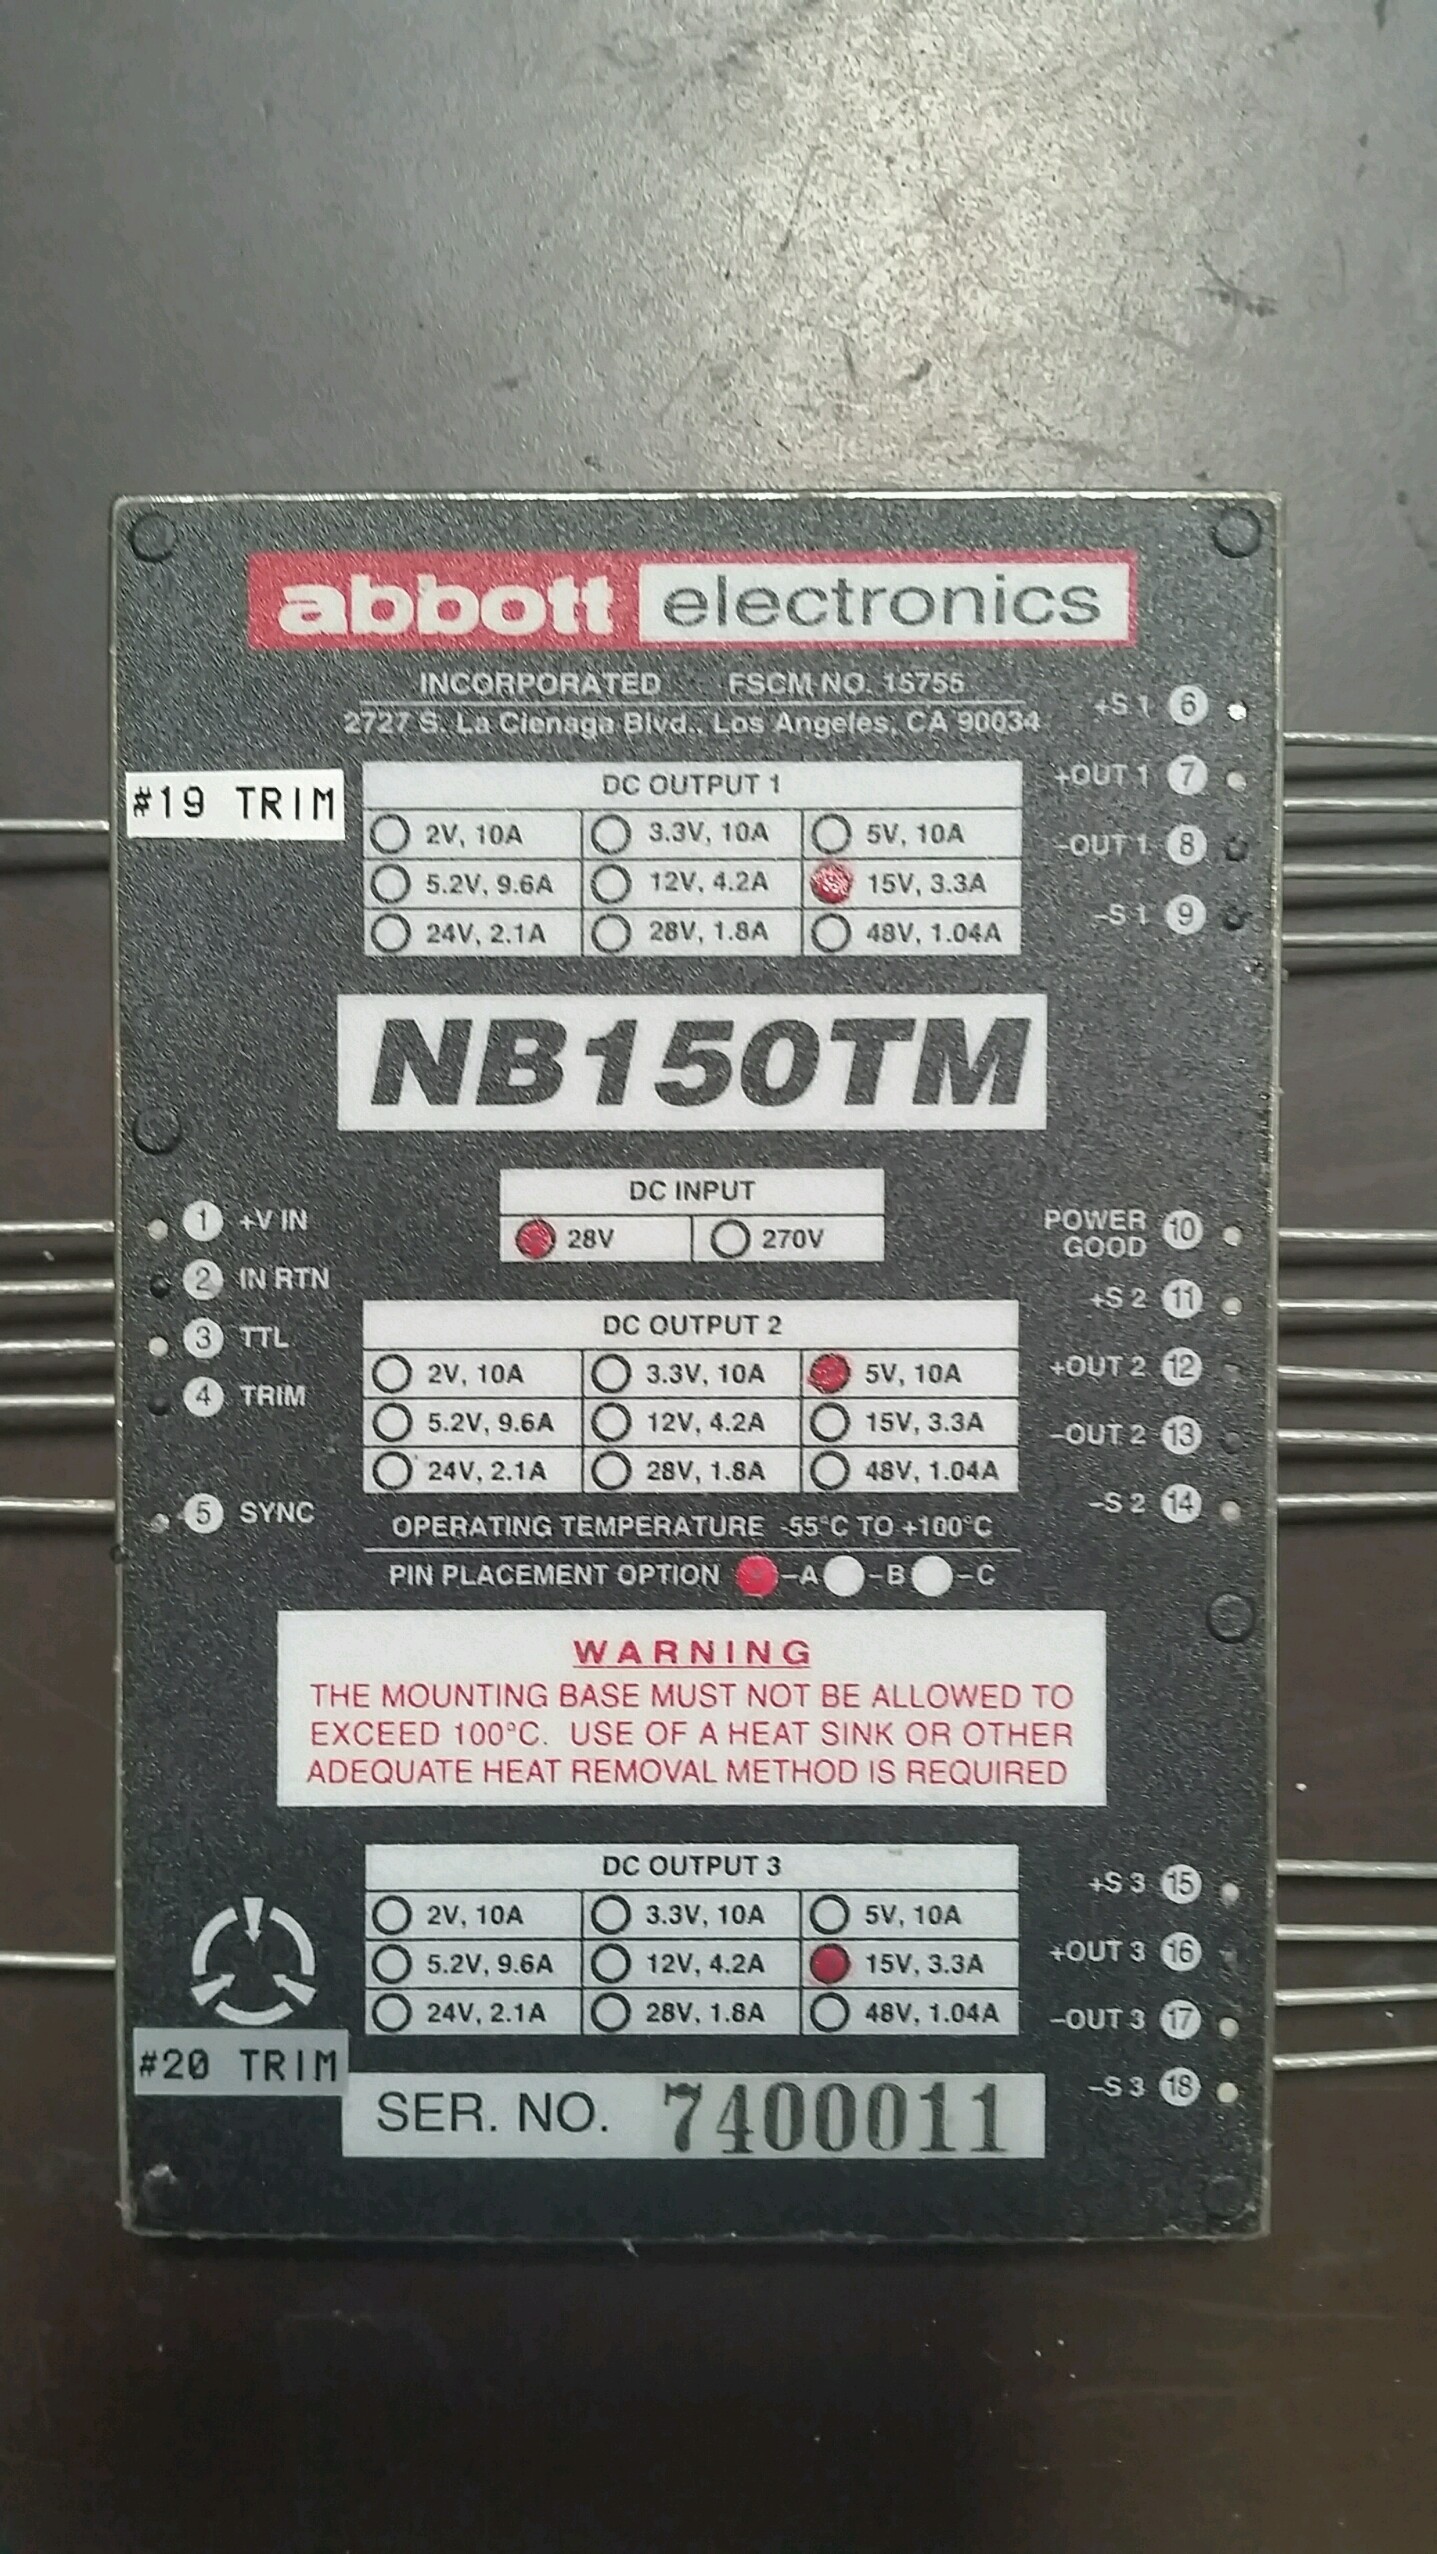 abbott electronics
INCORPORATED FSCM NO. 15755
2727 S. La Cienaga Blvd., Los Angeles, CA 90034
#19 TRIM
DC OUTPUT 1
2V, 10A 3.3V, 10A 5V, 10A
5.2V, 9.6A 12V, 4.2A 15V, 3.3A
24V, 2.1A 28V, 1.8A 48V, 1.04A
+S 1 6
+OUT 1 7
-OUT 1 8
-S 1 9
NB150TM
DC INPUT
28V 270V
1 +V IN
2 IN RTN
3 TTL
4 TRIM
5 SYNC
POWER GOOD 10
+S 2 11
+OUT 2 12
-OUT 2 13
-S 2 14
DC OUTPUT 2
2V, 10A 3.3V, 10A 5V, 10A
5.2V, 9.6A 12V, 4.2A 15V, 3.3A
24V, 2.1A 28V, 1.8A 48V, 1.04A
OPERATING TEMPERATURE -55°C TO +100°C
PIN PLACEMENT OPTION -A -B -C
WARNING
THE MOUNTING BASE MUST NOT BE ALLOWED TO
EXCEED 100°C. USE OF A HEAT SINK OR OTHER
ADEQUATE HEAT REMOVAL METHOD IS REQUIRED
DC OUTPUT 3
2V, 10A 3.3V, 10A 5V, 10A
5.2V, 9.6A 12V, 4.2A 15V, 3.3A
24V, 2.1A 28V, 1.8A 48V, 1.04A
+S 3 15
+OUT 3 16
-OUT 3 17
-S 3 18
#20 TRIM
SER. NO. 7400011